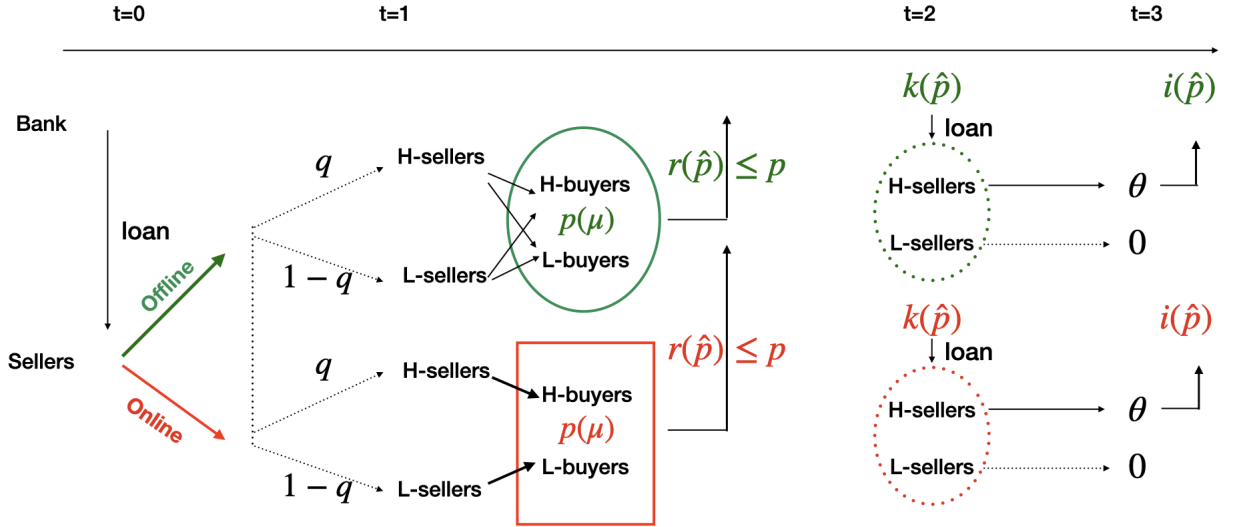 t=0 t=1 t=2 t=3
k(p̂) i(p̂)
Bank
loan
H-sellers
q
H-buyers
r(p̂) ≤ p
H-sellers θ
p(μ)
loan
Offline
1 − q
L-sellers
L-buyers
L-sellers 0
k(p̂) i(p̂)
Sellers
r(p̂) ≤ p
loan
q
H-sellers
H-buyers
Online
p(μ)
H-sellers θ
L-buyers
L-sellers 0
1 − q
L-sellers